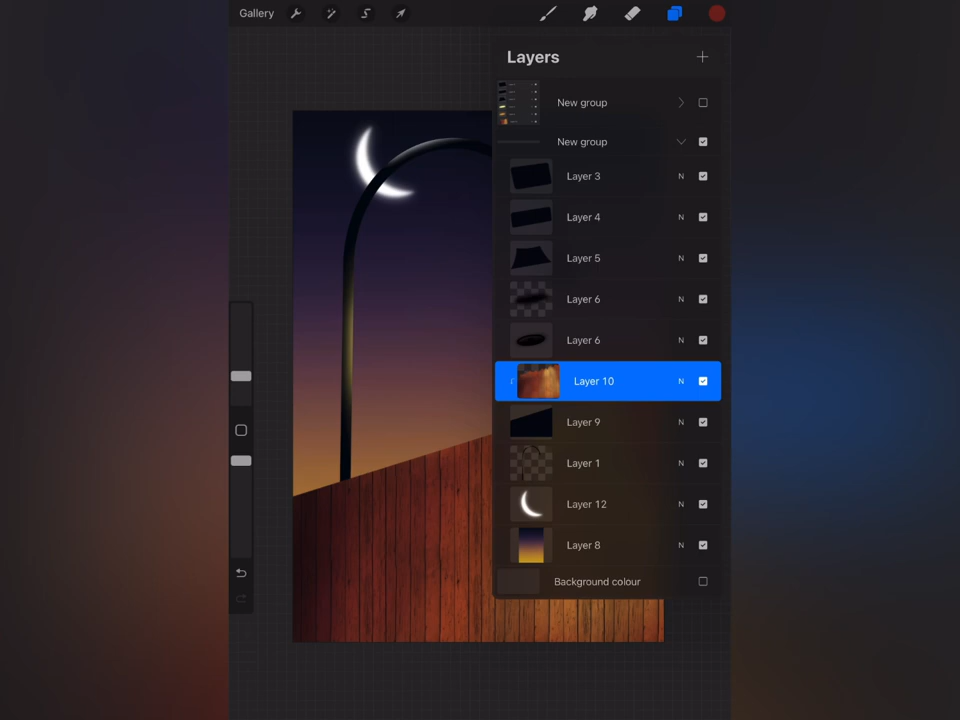 Gallery
Layers
New group
New group
Layer 3 N
Layer 4 N
Layer 5 N
Layer 6 N
Layer 6 N
Layer 10 N
Layer 9 N
Layer 1 N
Layer 12 N
Layer 8 N
Background colour